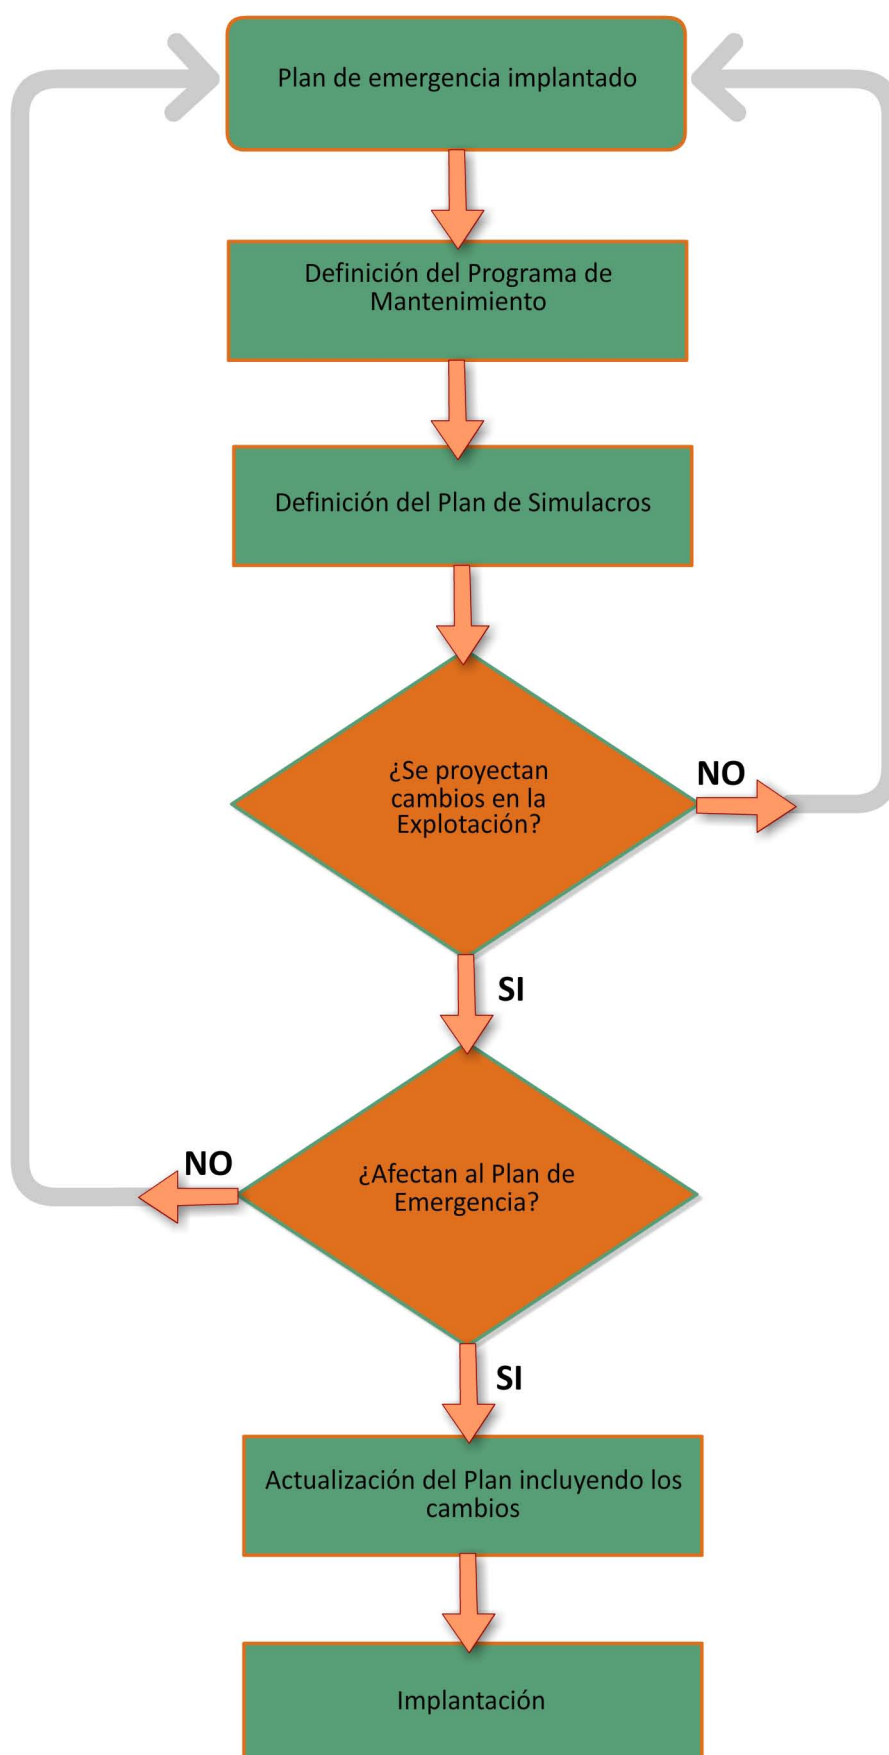 Plan de emergencia implantado
Definición del Programa de
Mantenimiento
Definición del Plan de Simulacros
¿Se proyectan
cambios en la
Explotación?
NO
SI
¿Afectan al Plan de
Emergencia?
NO
SI
Actualización del Plan incluyendo los
cambios
Implantación